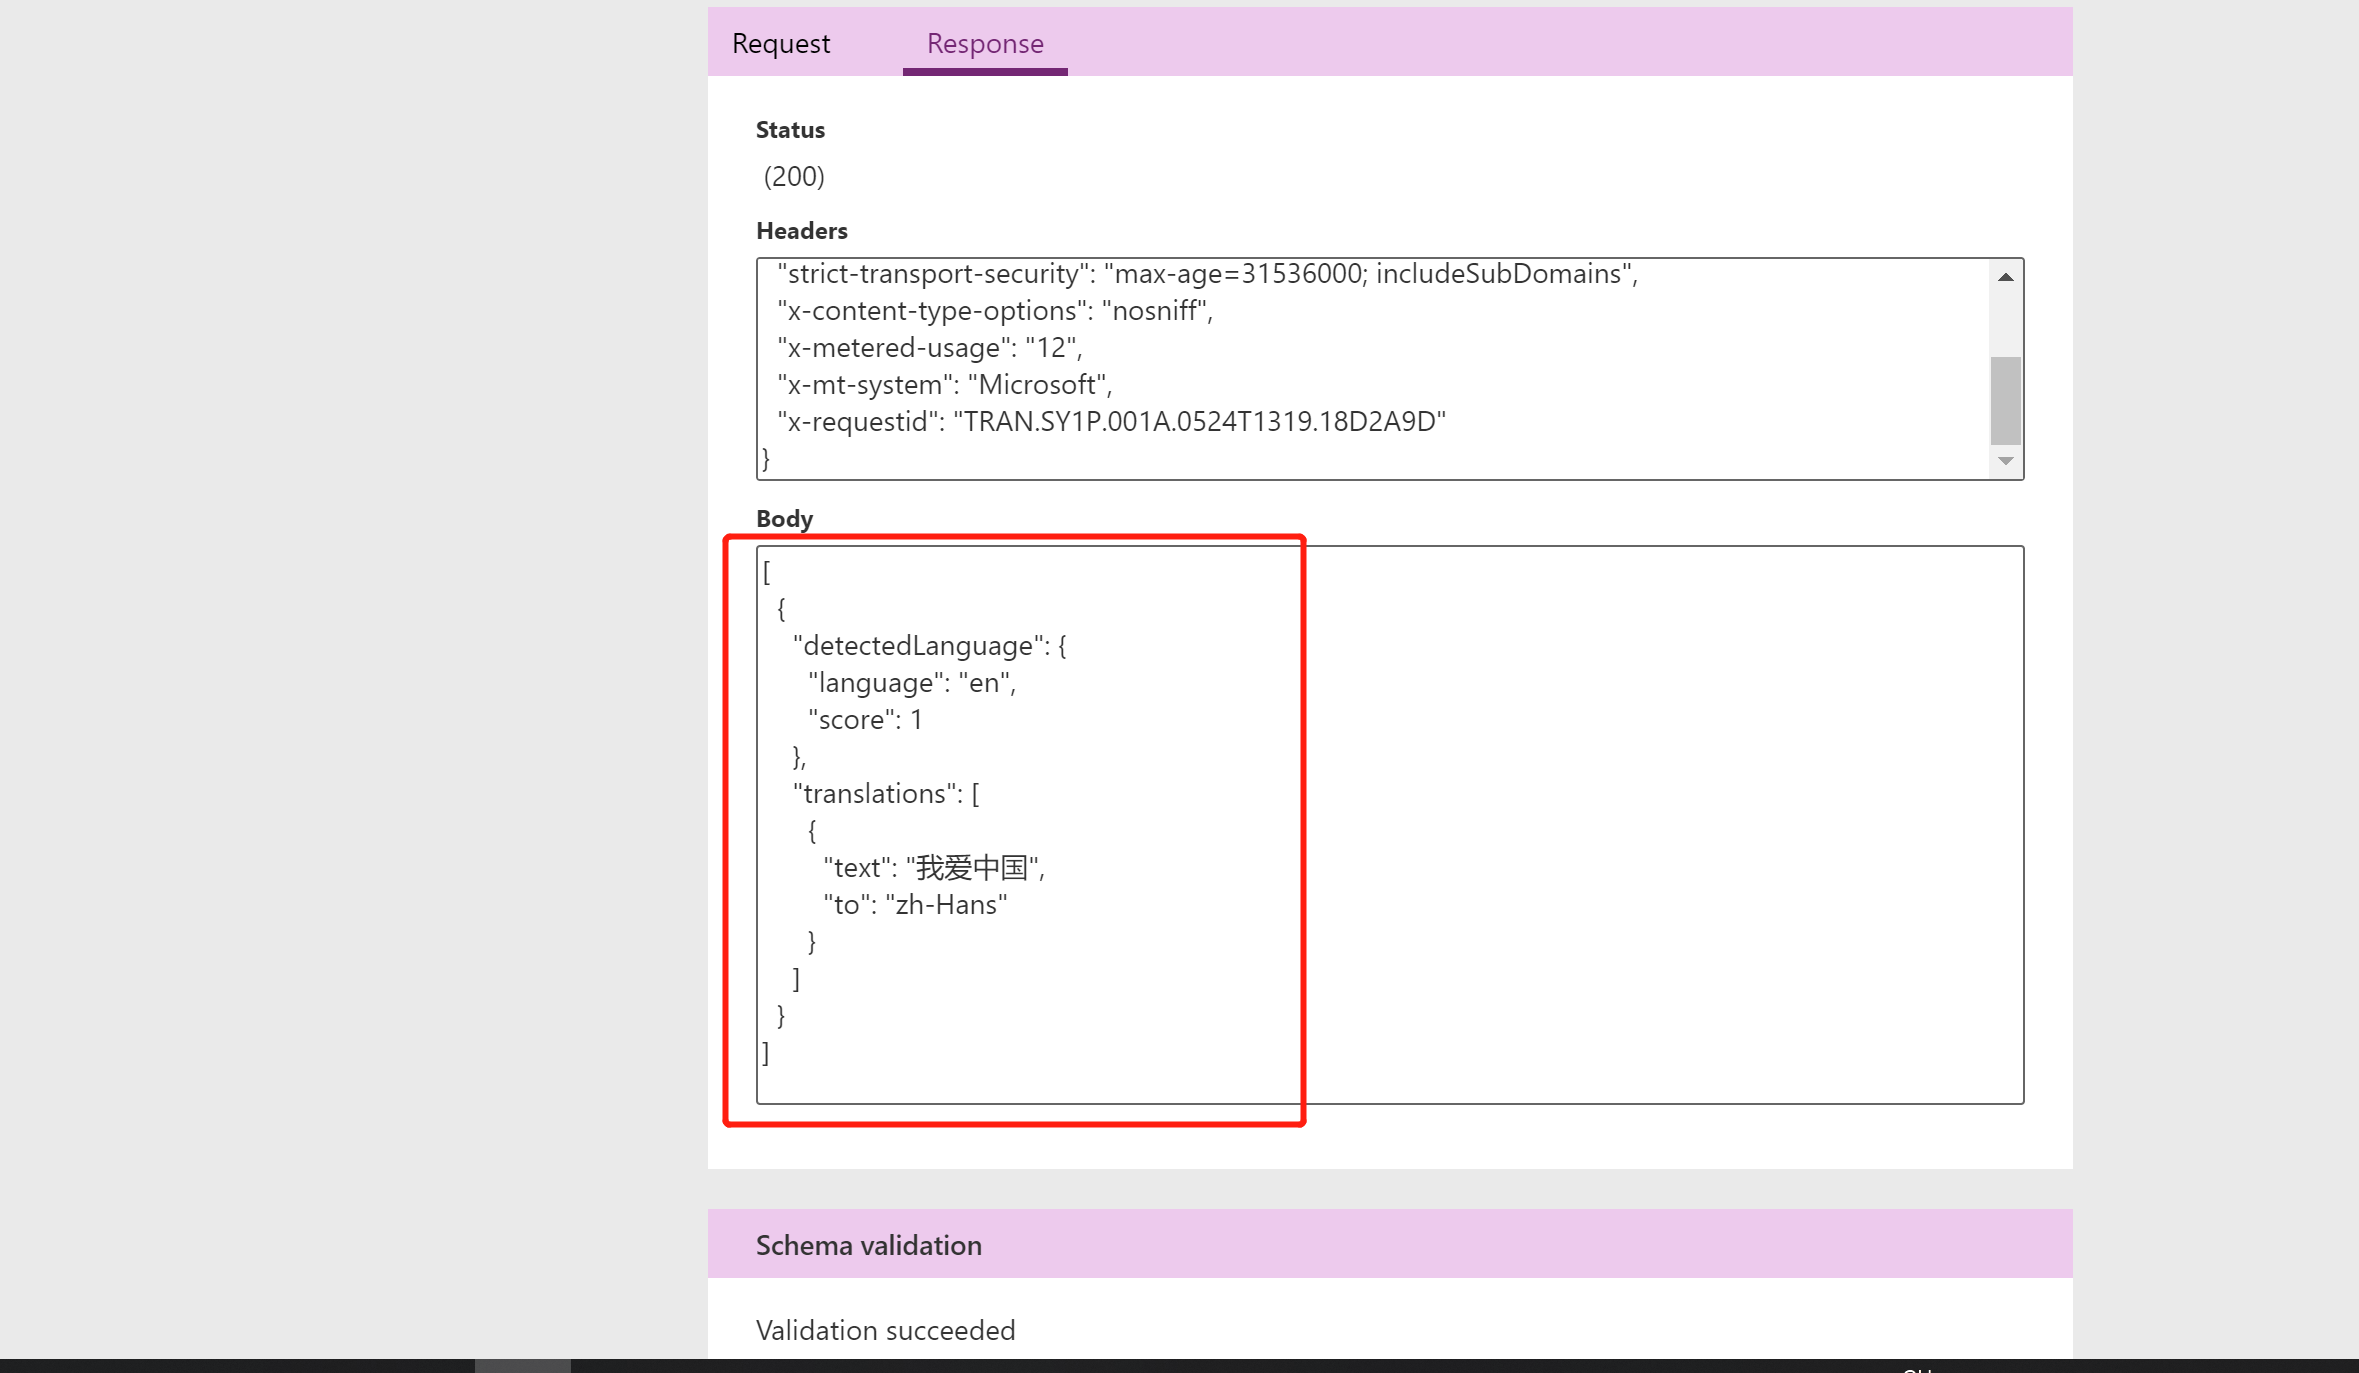 Request Response
Status
(200)
Headers
"strict-transport-security": "max-age=31536000; includeSubDomains",
"x-content-type-options": "nosniff",
"x-metered-usage": "12",
"x-mt-system": "Microsoft",
"x-requestid": "TRAN.SY1P.001A.0524T1319.18D2A9D"
}
Body
[
{
"detectedLanguage": {
"language": "en",
"score": 1
},
"translations": [
{
"text": "我爱中国",
"to": "zh-Hans"
}
]
}
]
Schema validation
Validation succeeded